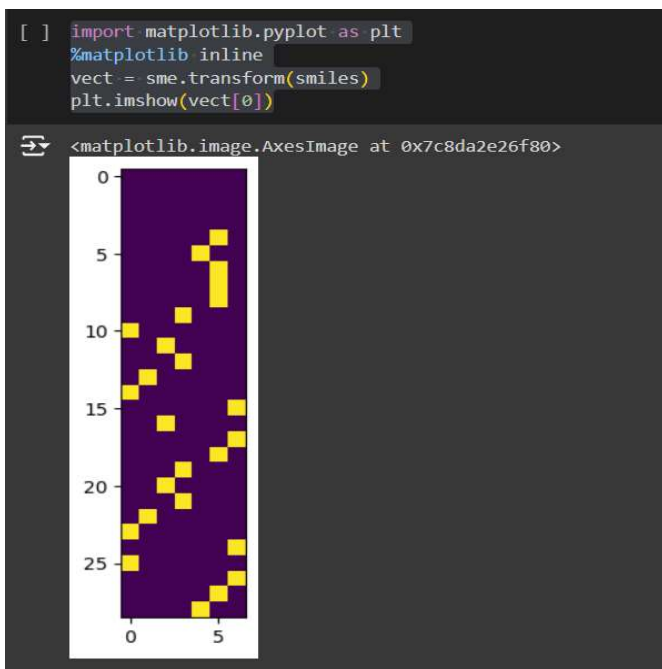 [ ] import matplotlib.pyplot as plt
%matplotlib inline
vect = sme.transform(smiles)
plt.imshow(vect[0])
<matplotlib.image.AxesImage at 0x7c8da2e26f80>
0
5
10
15
20
25
0 5